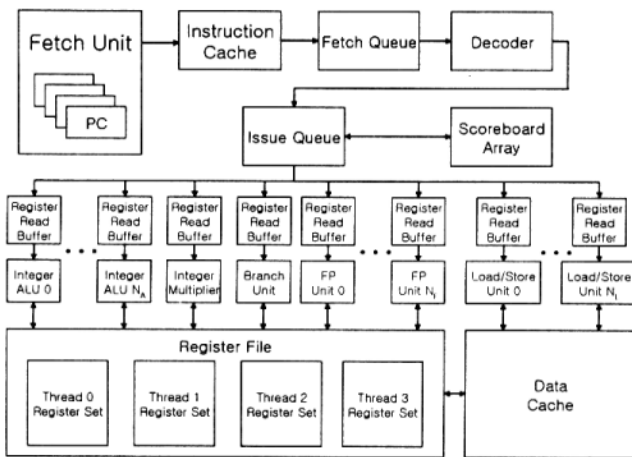 Fetch Unit
PC
Instruction
Cache
Fetch Queue
Decoder
Issue Queue
Scoreboard
Array
Register
Read
Buffer
Register
Read
Buffer
Register
Read
Buffer
Register
Read
Buffer
Register
Read
Buffer
Register
Read
Buffer
Register
Read
Buffer
Register
Read
Buffer
Integer
ALU 0
Integer
ALU N
Integer
Multiplier
Branch
Unit
FP
Unit 0
FP
Unit N
Load/Store
Unit 0
Load/Store
Unit N
Register File
Thread 0
Register Set
Thread 1
Register Set
Thread 2
Register Set
Thread 3
Register Set
Data
Cache